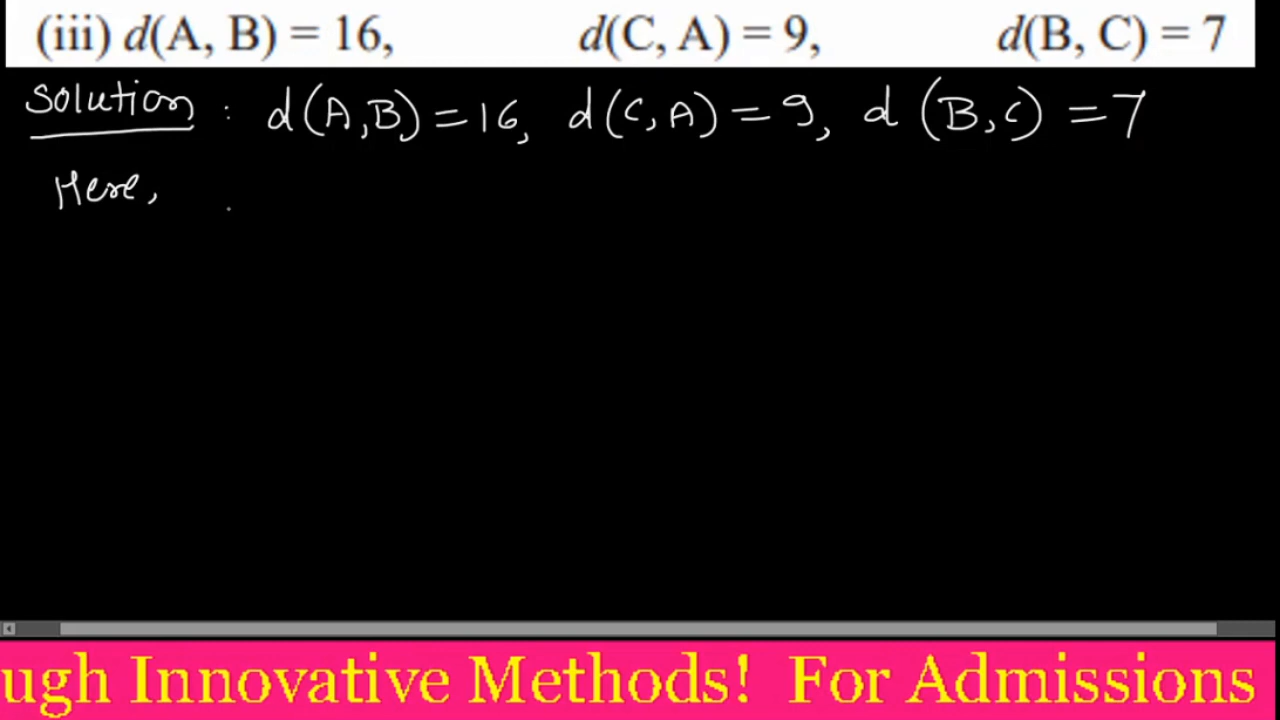 (iii) d(A, B) = 16, d(C, A) = 9, d(B, C) = 7
Solution : d(A,B) = 16, d(C, A) = 9, d (B, C) = 7
Here,
ugh Innovative Methods! For Admissions